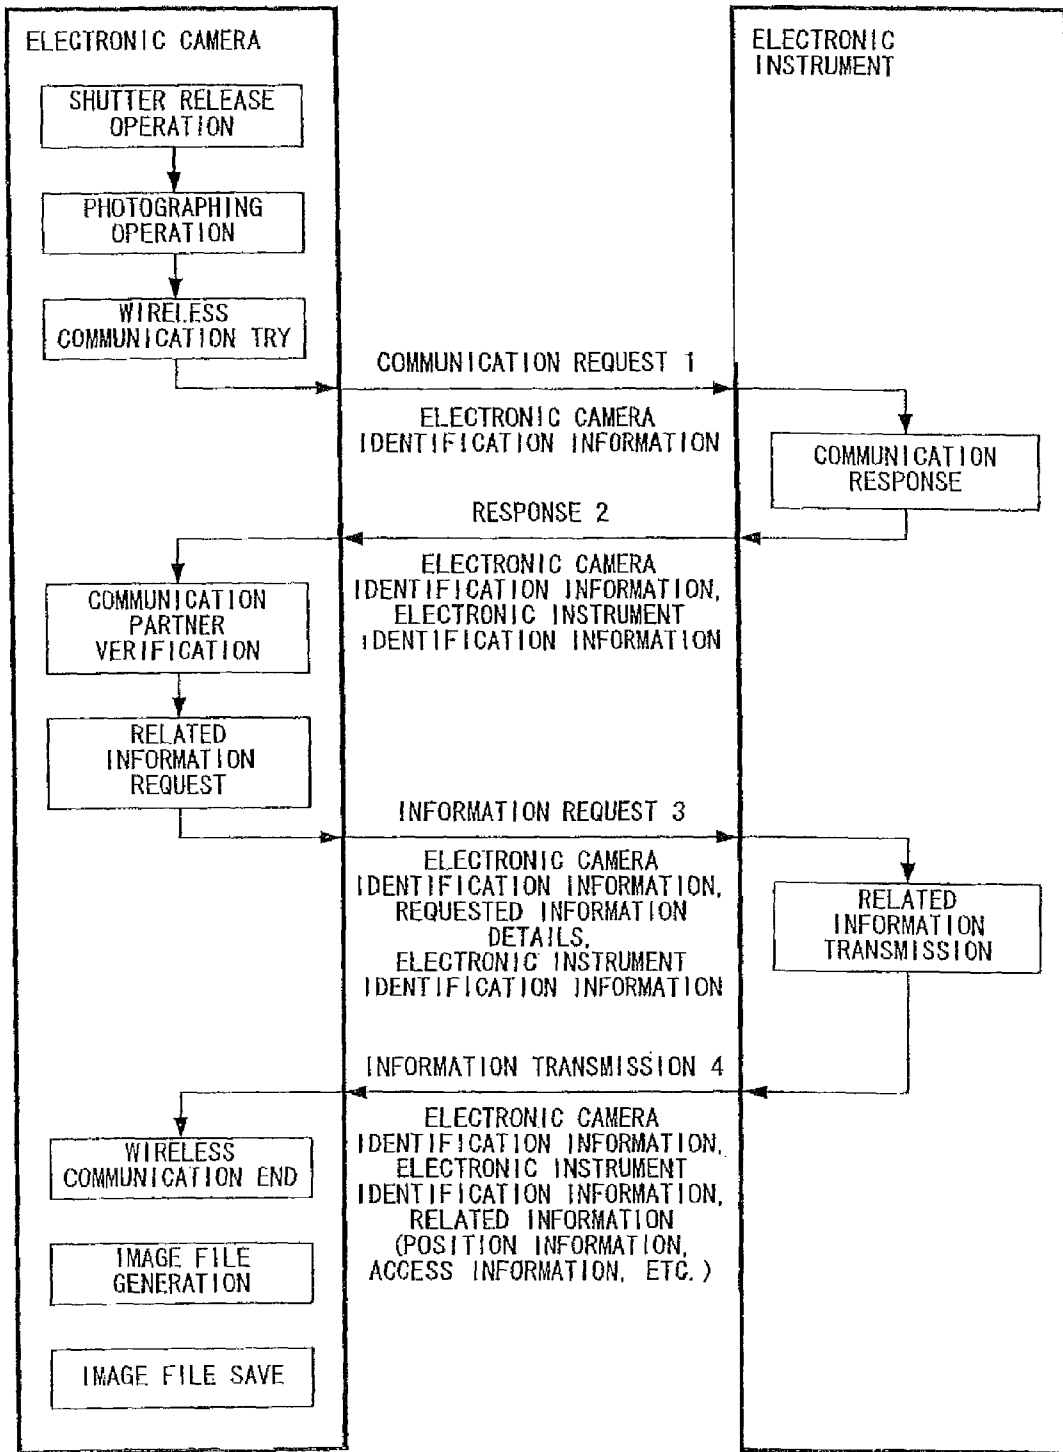 ELECTRONIC CAMERA
ELECTRONIC
INSTRUMENT
SHUTTER RELEASE
OPERATION
PHOTOGRAPHING
OPERATION
WIRELESS
COMMUNICATION TRY
COMMUNICATION REQUEST 1
ELECTRONIC CAMERA
IDENTIFICATION INFORMATION
COMMUNICATION
RESPONSE
RESPONSE 2
ELECTRONIC CAMERA
IDENTIFICATION INFORMATION,
ELECTRONIC INSTRUMENT
IDENTIFICATION INFORMATION
COMMUNICATION
PARTNER
VERIFICATION
RELATED
INFORMATION
REQUEST
INFORMATION REQUEST 3
ELECTRONIC CAMERA
IDENTIFICATION INFORMATION,
REQUESTED INFORMATION
DETAILS,
ELECTRONIC INSTRUMENT
IDENTIFICATION INFORMATION
RELATED
INFORMATION
TRANSMISSION
INFORMATION TRANSMISSION 4
ELECTRONIC CAMERA
IDENTIFICATION INFORMATION,
ELECTRONIC INSTRUMENT
IDENTIFICATION INFORMATION,
RELATED INFORMATION
(POSITION INFORMATION,
ACCESS INFORMATION, ETC.)
WIRELESS
COMMUNICATION END
IMAGE FILE
GENERATION
IMAGE FILE SAVE